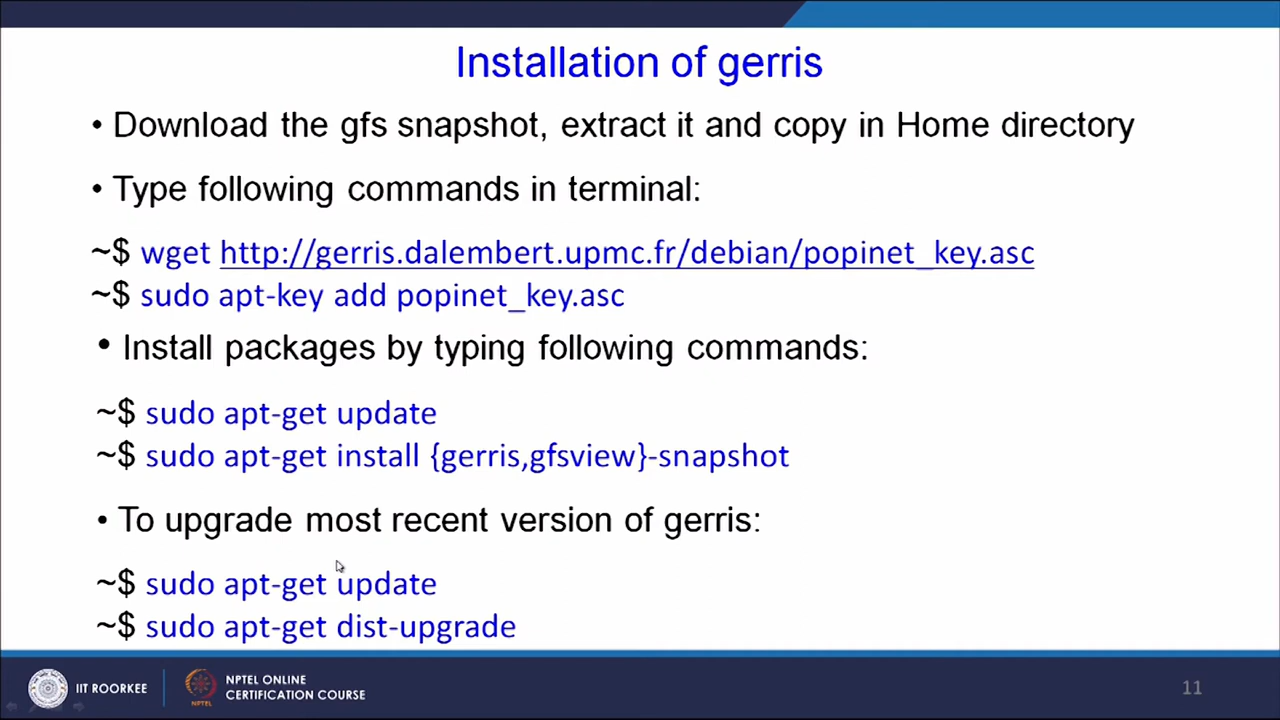 Installation of gerris
• Download the gfs snapshot, extract it and copy in Home directory
• Type following commands in terminal:
~$ wget http://gerris.dalembert.upmc.fr/debian/popinet_key.asc
~$ sudo apt-key add popinet_key.asc
• Install packages by typing following commands:
~$ sudo apt-get update
~$ sudo apt-get install {gerris,gfsview}-snapshot
• To upgrade most recent version of gerris:
~$ sudo apt-get update
~$ sudo apt-get dist-upgrade
IIT ROORKEE
NPTEL
NPTEL ONLINE
CERTIFICATION COURSE
11